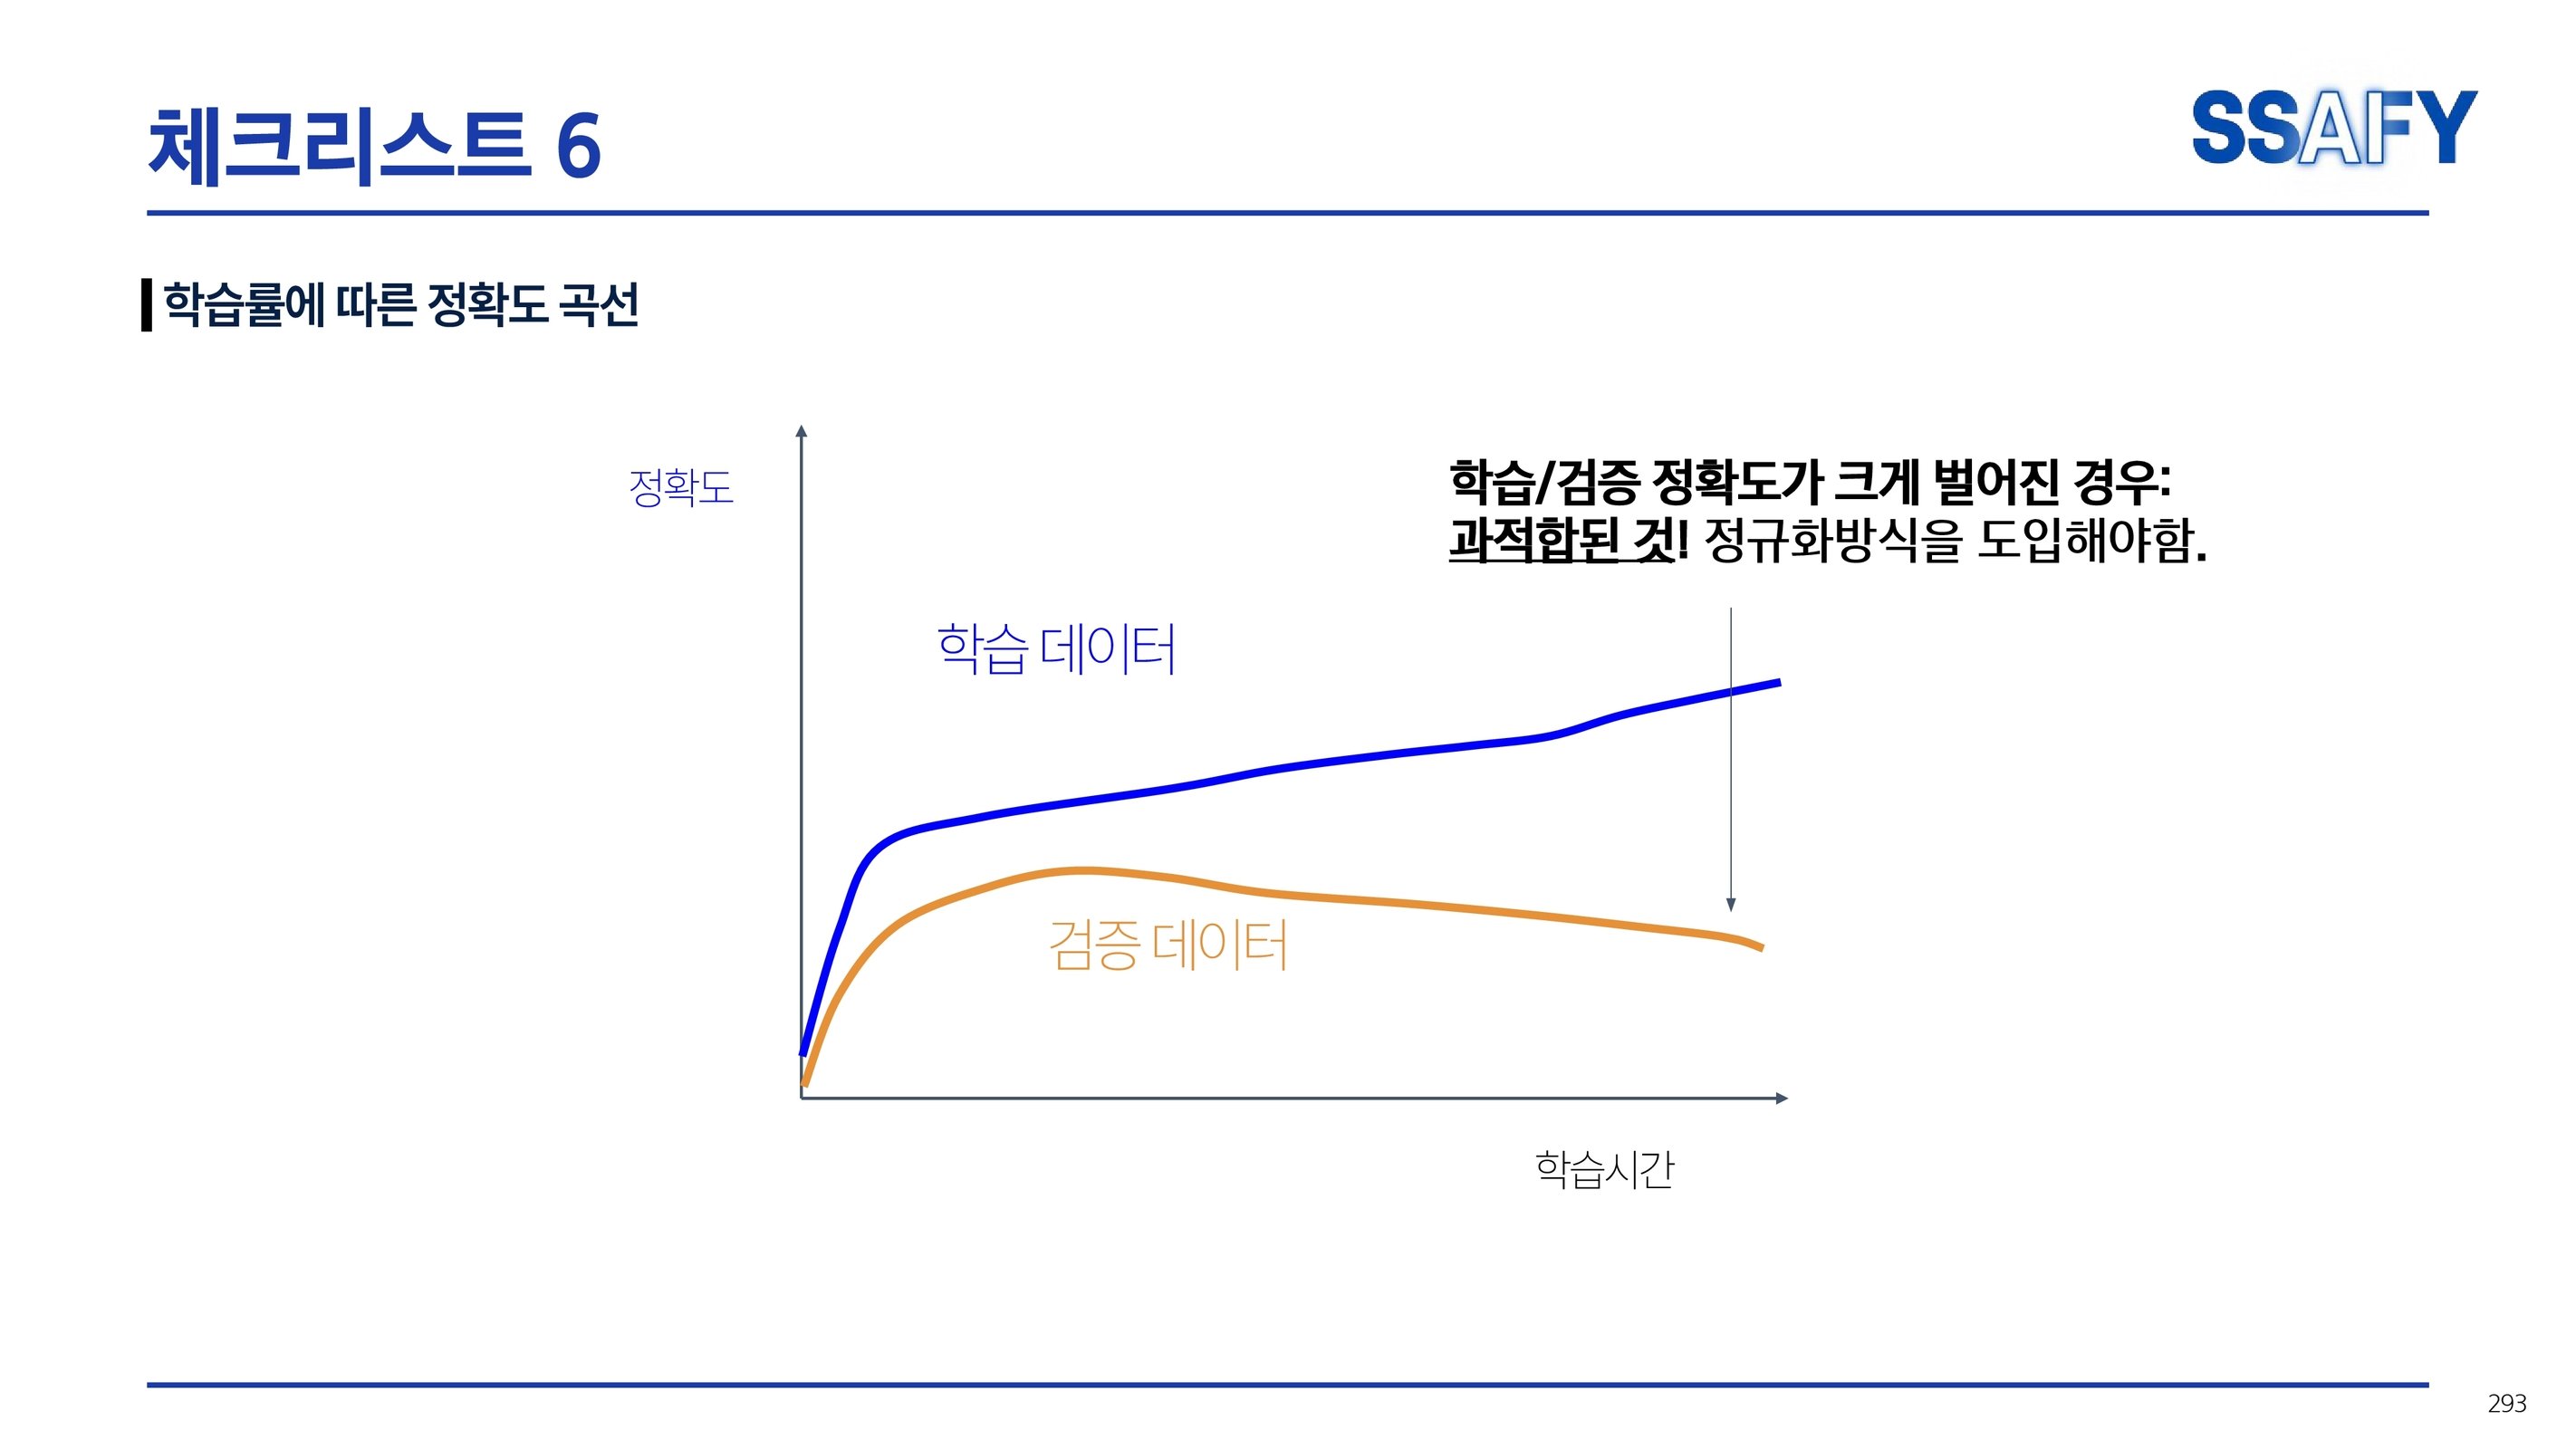 체크리스트 6
SSAFY
학습률에 따른 정확도 곡선
정확도
학습/검증 정확도가 크게 벌어진 경우:
과적합된 것! 정규화방식을 도입해야함.
학습 데이터
검증 데이터
학습시간
293